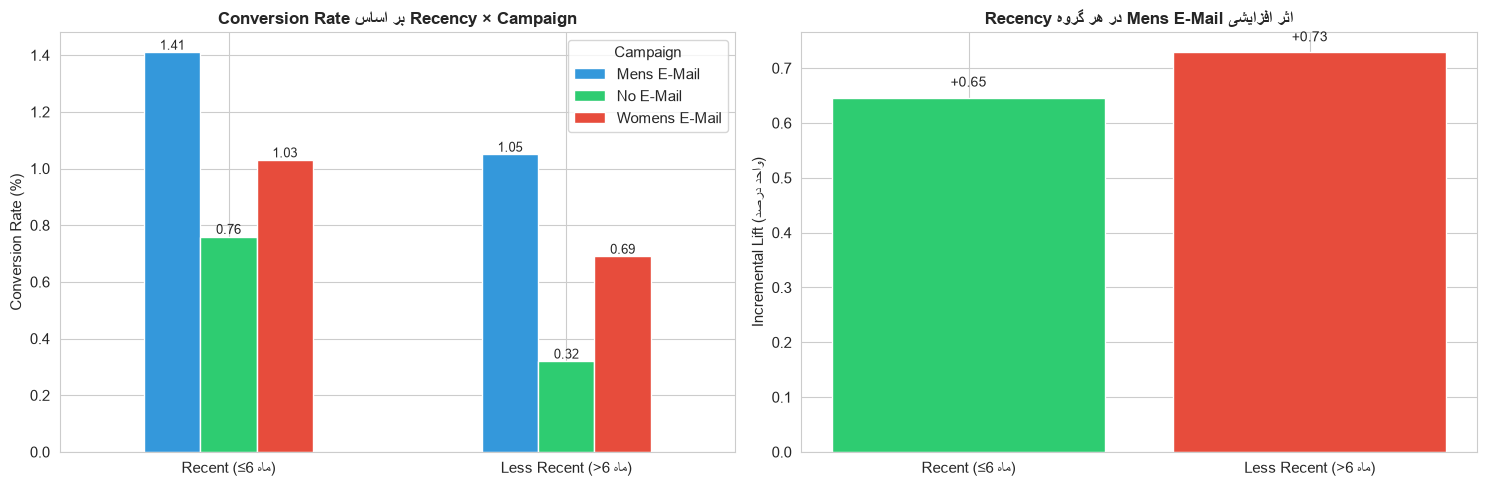 Conversion Rate بر اساس Recency × Campaign
Conversion Rate (%)
1.4
1.2
1.0
0.8
0.6
0.4
0.2
0.0
1.41
0.76
1.03
1.05
0.32
0.69
Campaign
Mens E-Mail
No E-Mail
Womens E-Mail
Recent (≤6 ماه)
Less Recent (>6 ماه)
اثر افزایشی Mens E-Mail در هر گروه Recency
Incremental Lift (واحد درصد)
0.7
0.6
0.5
0.4
0.3
0.2
0.1
0.0
+0.65
+0.73
Recent (≤6 ماه)
Less Recent (>6 ماه)